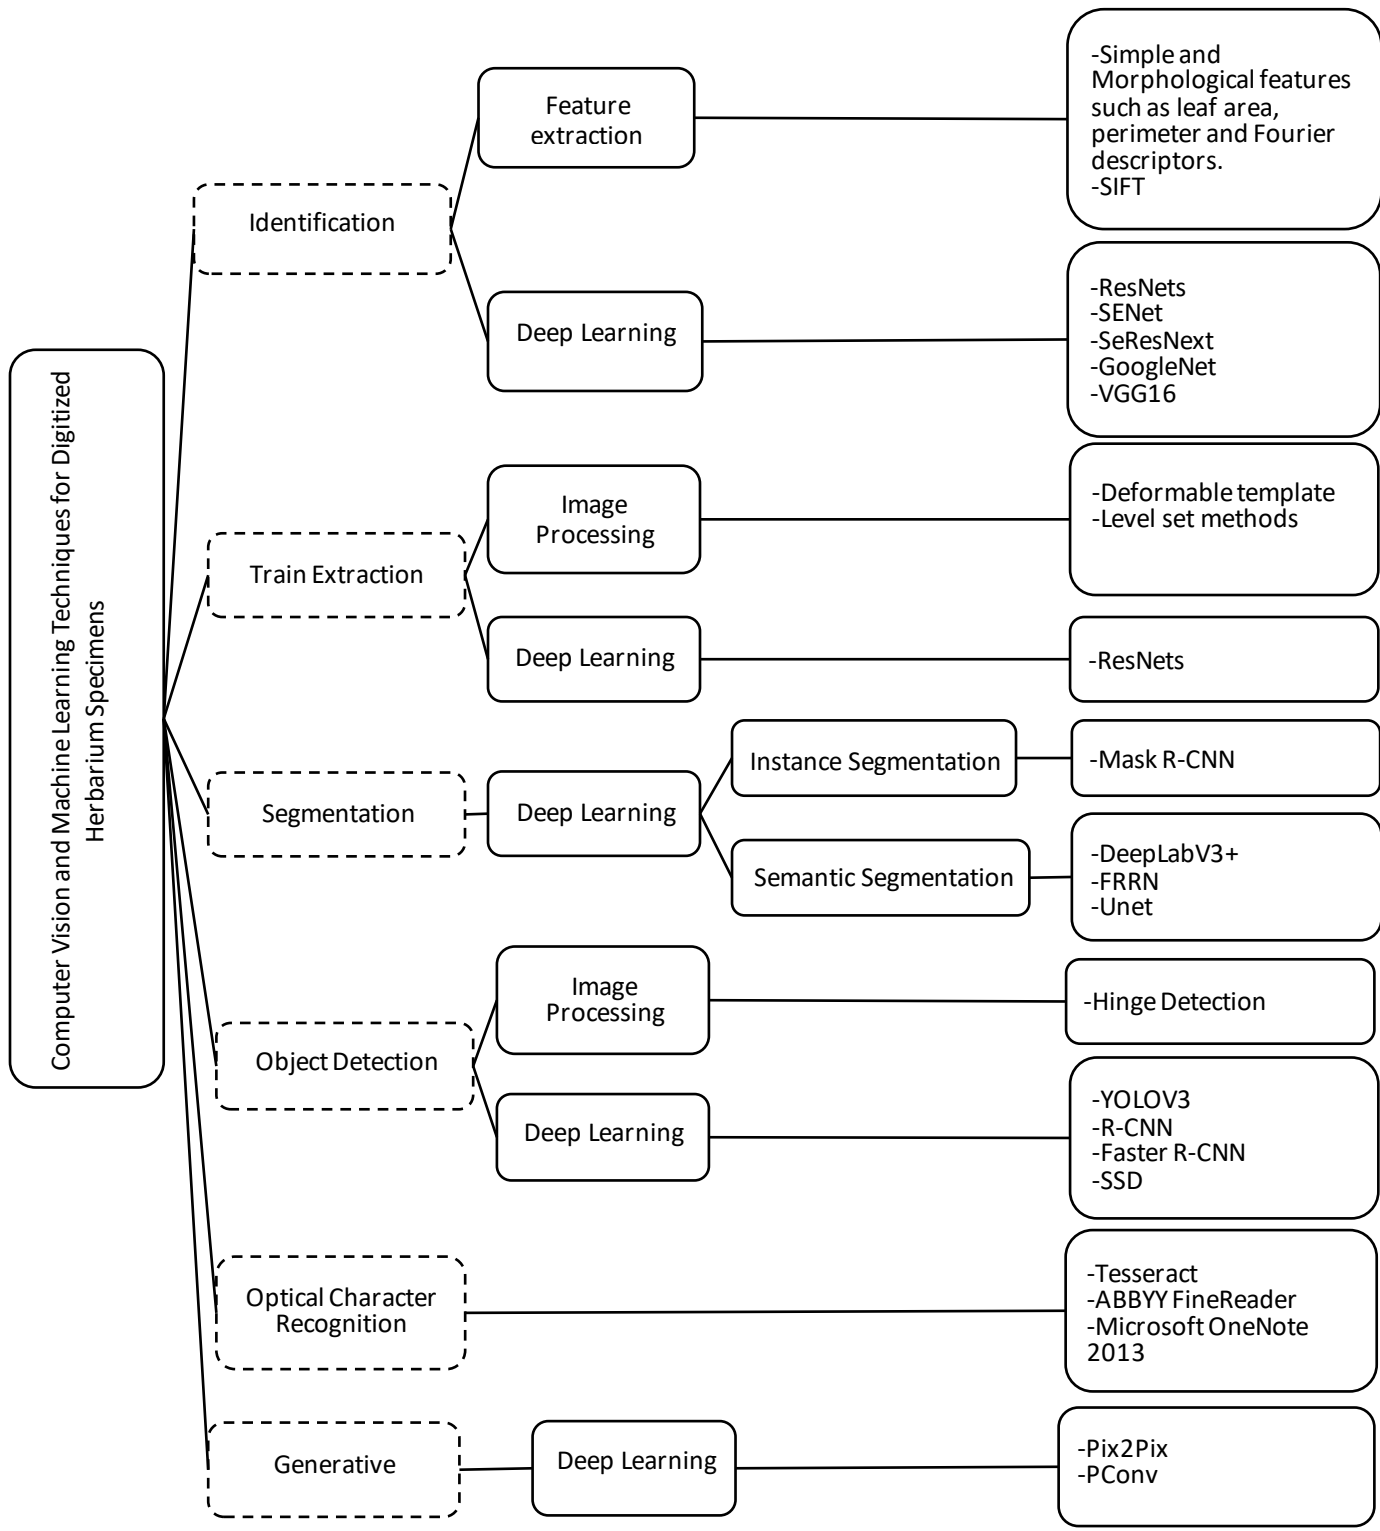 Computer Vision and Machine Learning Techniques for Digitized
Herbarium Specimens
Identification
Feature
extraction
-Simple and
Morphological features
such as leaf area,
perimeter and Fourier
descriptors.
-SIFT
Deep Learning
-ResNets
-SENet
-SeResNext
-GoogleNet
-VGG16
Train Extraction
Image
Processing
-Deformable template
-Level set methods
Deep Learning
-ResNets
Segmentation
Deep Learning
Instance Segmentation
-Mask R-CNN
Semantic Segmentation
-DeepLabV3+
-FRRN
-Unet
Object Detection
Image
Processing
-Hinge Detection
Deep Learning
-YOLOV3
-R-CNN
-Faster R-CNN
-SSD
Optical Character
Recognition
-Tesseract
-ABBYY FineReader
-Microsoft OneNote
2013
Generative
Deep Learning
-Pix2Pix
-PConv